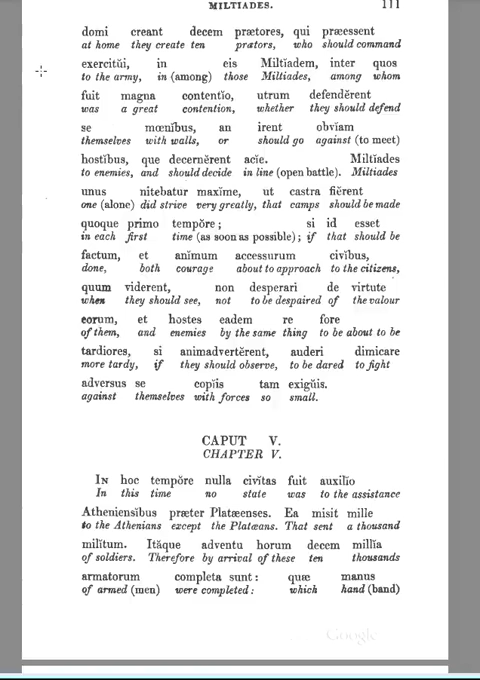 MILTIADES. 111
domi creant decem prætores, qui præessent
at home they create ten prætors, who should command
exercitŭi, in eis Miltĭadem, inter quos
to the army, in (among) those Miltiades, among whom
fuit magna contentĭo, utrum defendĕrent
was a great contention, whether they should defend
se mœnĭbus, an irent obvĭam
themselves with walls, or should go against (to meet)
hostĭbus, que decernĕrent acĭe. Miltĭades
to enemies, and should decide in line (open battle). Miltiades
unus nitebatur maxĭme, ut castra fiĕrent
one (alone) did strive very greatly, that camps should be made
quoque primo tempŏre; si id esset
in each first time (as soon as possible); if that should be
factum, et anĭmum accessurum civĭbus,
done, both courage about to approach to the citizens,
quum viderent, non desperari de virtute
when they should see, not to be despaired of the valour
eorum, et hostes eadem re fore
of them, and enemies by the same thing to be about to be
tardiores, si animadvertĕrent, auderi dimicare
more tardy, if they should observe, to be dared to fight
adversus se copĭis tam exigŭis.
against themselves with forces so small.
CAPUT V.
CHAPTER V.
In hoc tempŏre nulla civĭtas fuit auxilĭo
In this time no state was to the assistance
Atheniensĭbus præter Platæenses. Ea misit mille
to the Athenians except the Platæans. That sent a thousand
milĭtum. Ităque adventu horum decem millĭa
of soldiers. Therefore by arrival of these ten thousands
armatorum completa sunt: quæ manus
of armed (men) were completed: which hand (band)
Google